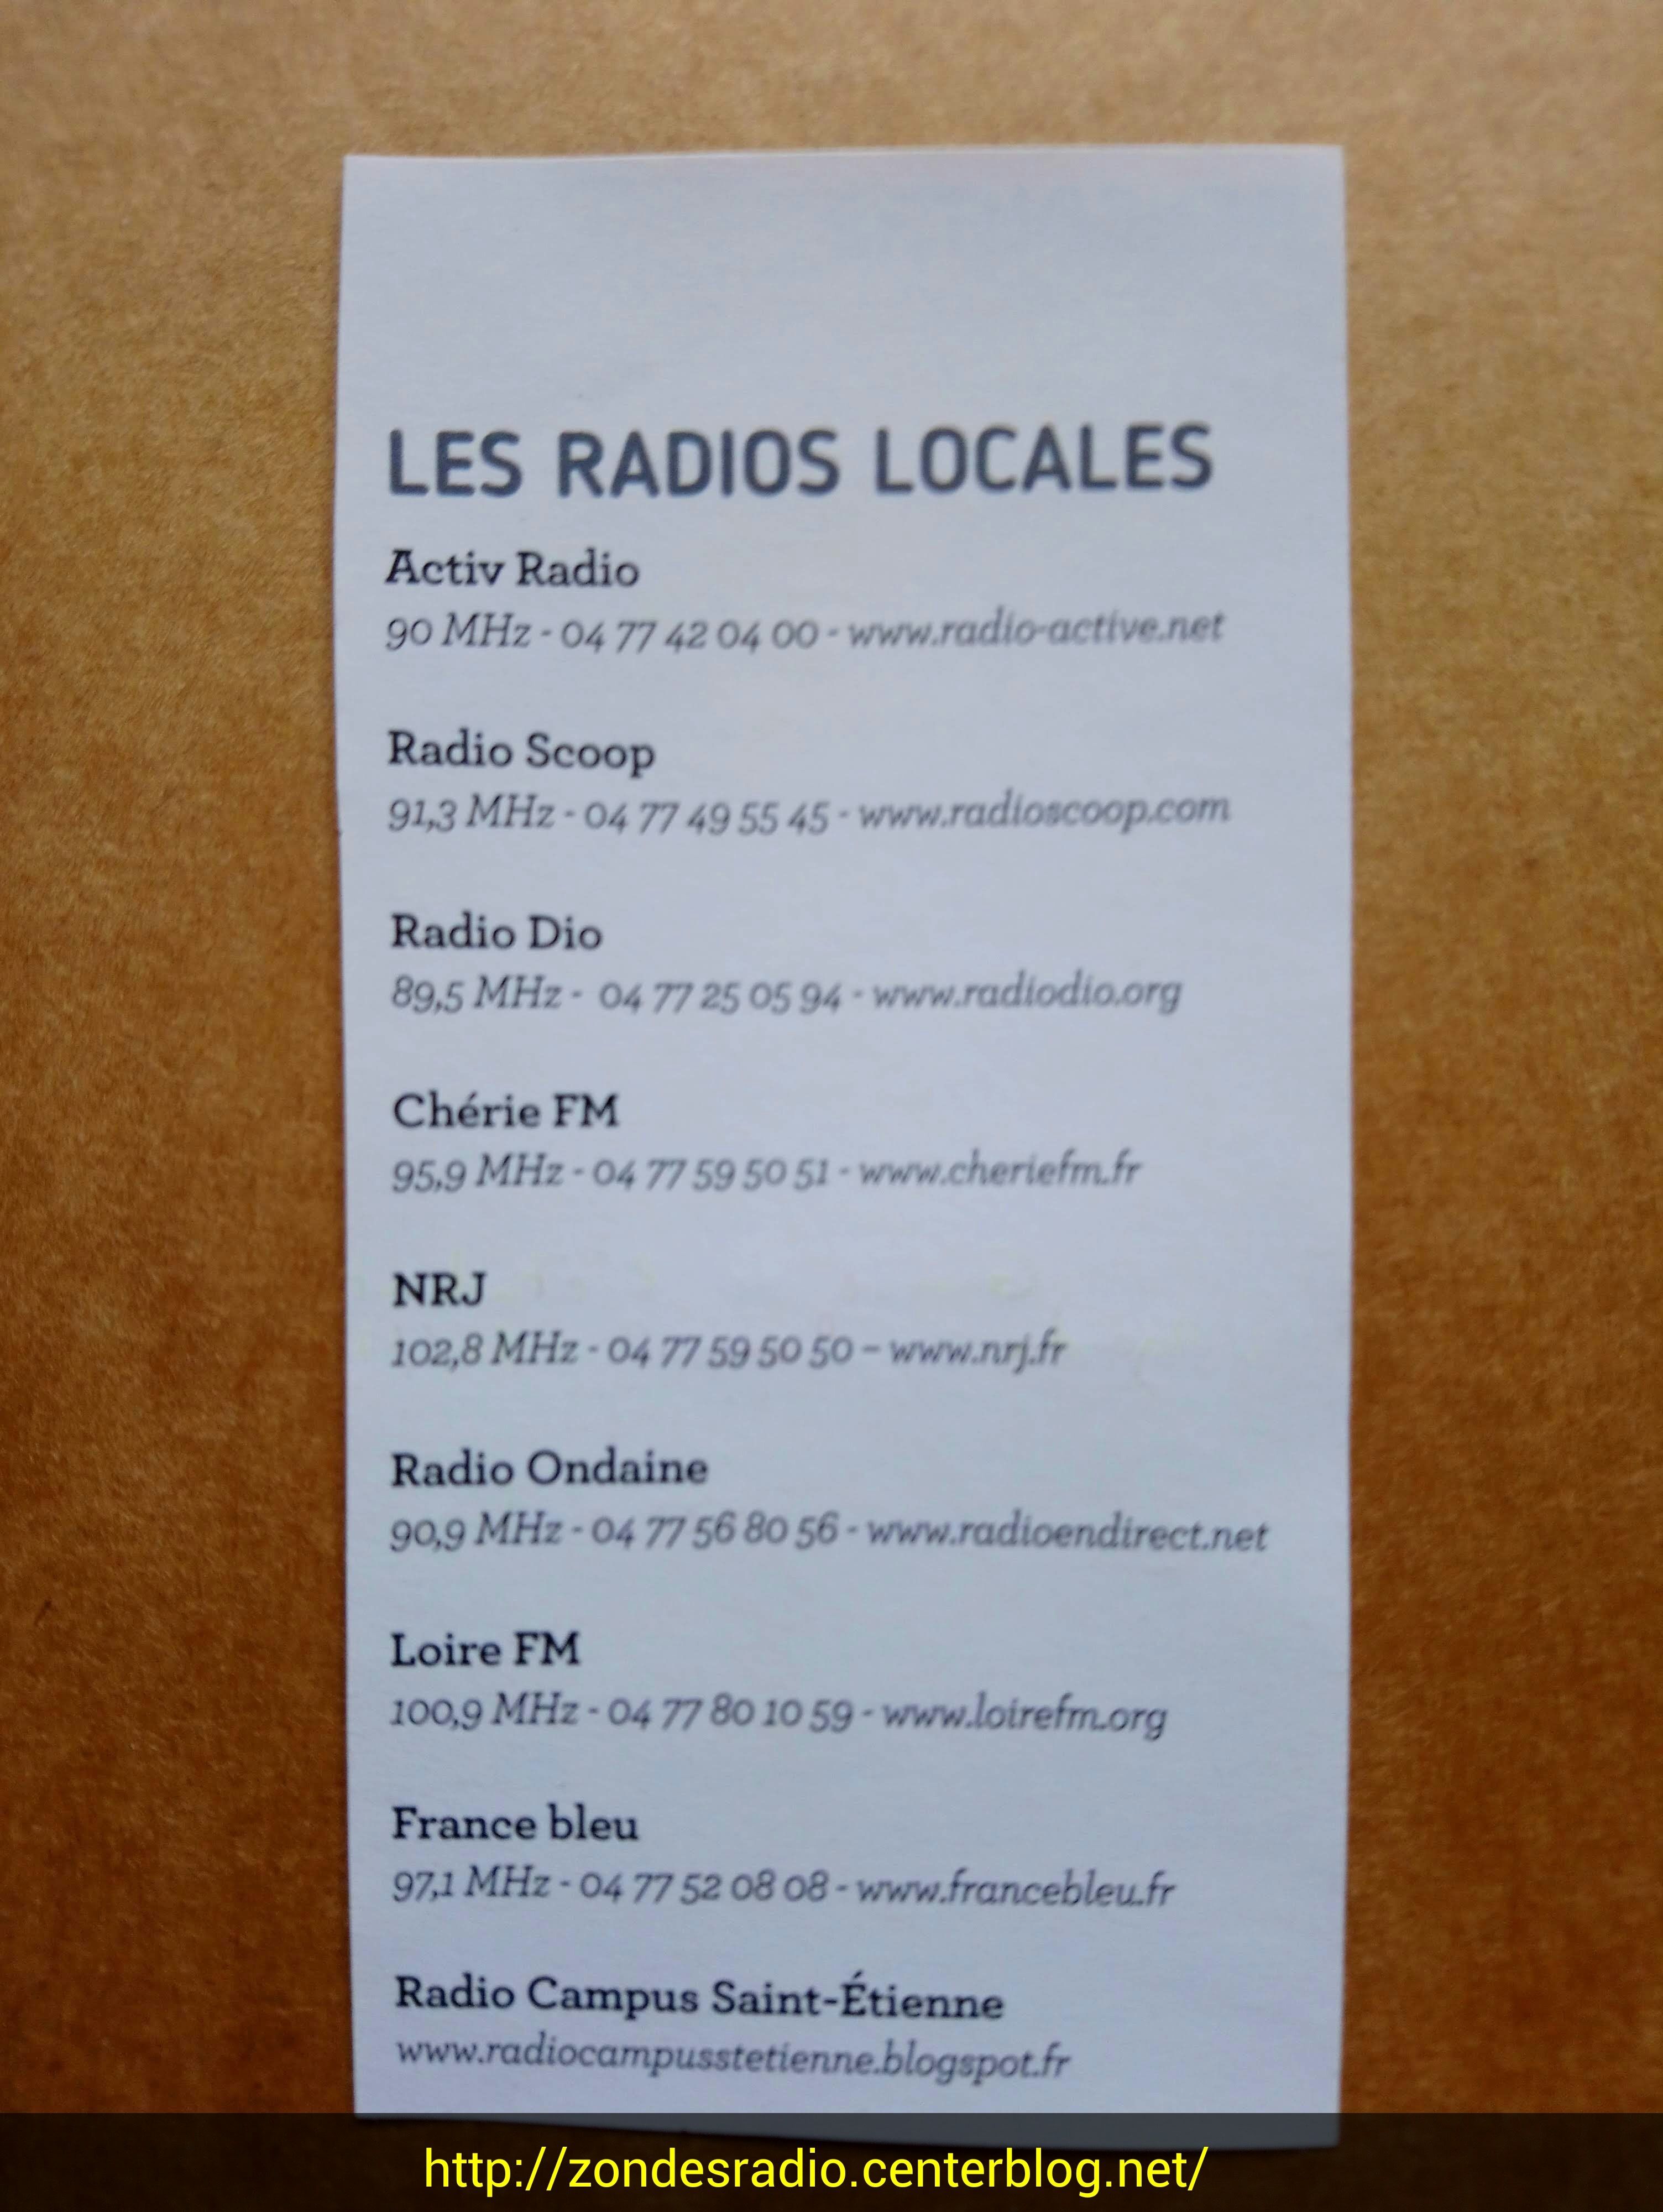 LES RADIOS LOCALES
Activ Radio
90 MHz - 04 77 42 04 00 - www.radio-active.net
Radio Scoop
91,3 MHz - 04 77 49 55 45 - www.radioscoop.com
Radio Dio
89,5 MHz - 04 77 25 05 94 - www.radiodio.org
Chérie FM
95,9 MHz - 04 77 59 50 51 - www.cheriefm.fr
NRJ
102,8 MHz - 04 77 59 50 50 – www.nrj.fr
Radio Ondaine
90,9 MHz - 04 77 56 80 56 - www.radioendirect.net
Loire FM
100,9 MHz - 04 77 80 10 59 - www.loirefm.org
France bleu
97,1 MHz - 04 77 52 08 08 - www.francebleu.fr
Radio Campus Saint-Étienne
www.radiocampusstetienne.blogspot.fr
http://zondesradio.centerblog.net/